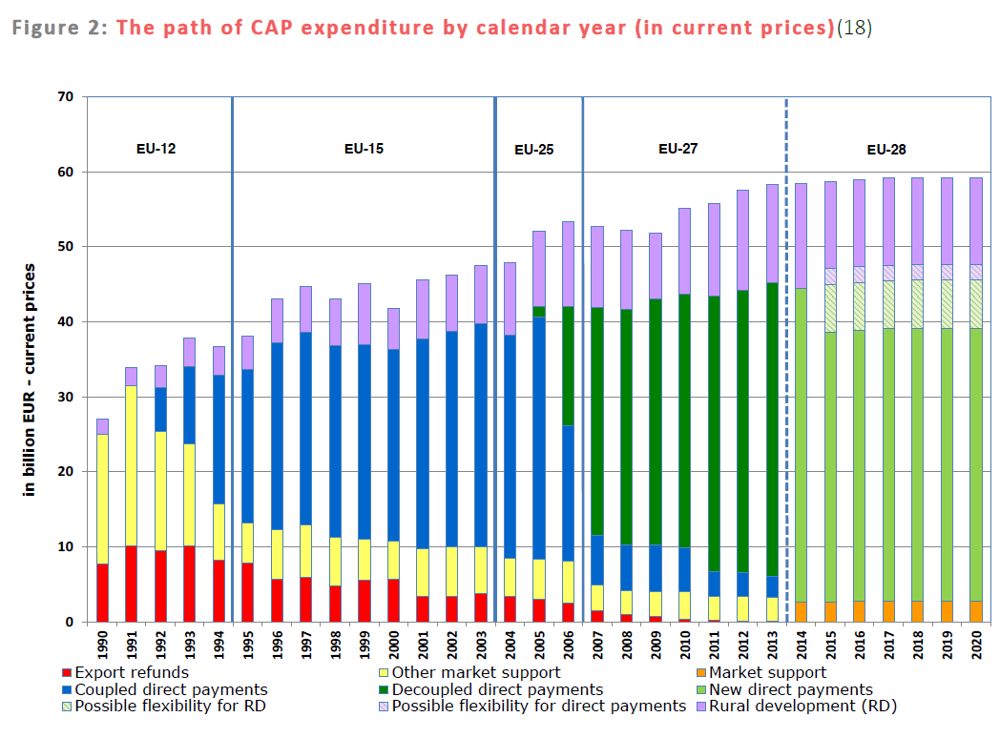 Figure 2: The path of CAP expenditure by calendar year (in current prices)(18)
70
EU-12 EU-15 EU-25 EU-27 EU-28
60
50
40
30
20
10
0
in billion EUR - current prices
1990 1991 1992 1993 1994 1995 1996 1997 1998 1999 2000 2001 2002 2003 2004 2005 2006 2007 2008 2009 2010 2011 2012 2013 2014 2015 2016 2017 2018 2019 2020
Export refunds Other market support Market support
Coupled direct payments Decoupled direct payments New direct payments
Possible flexibility for RD Possible flexibility for direct payments Rural development (RD)